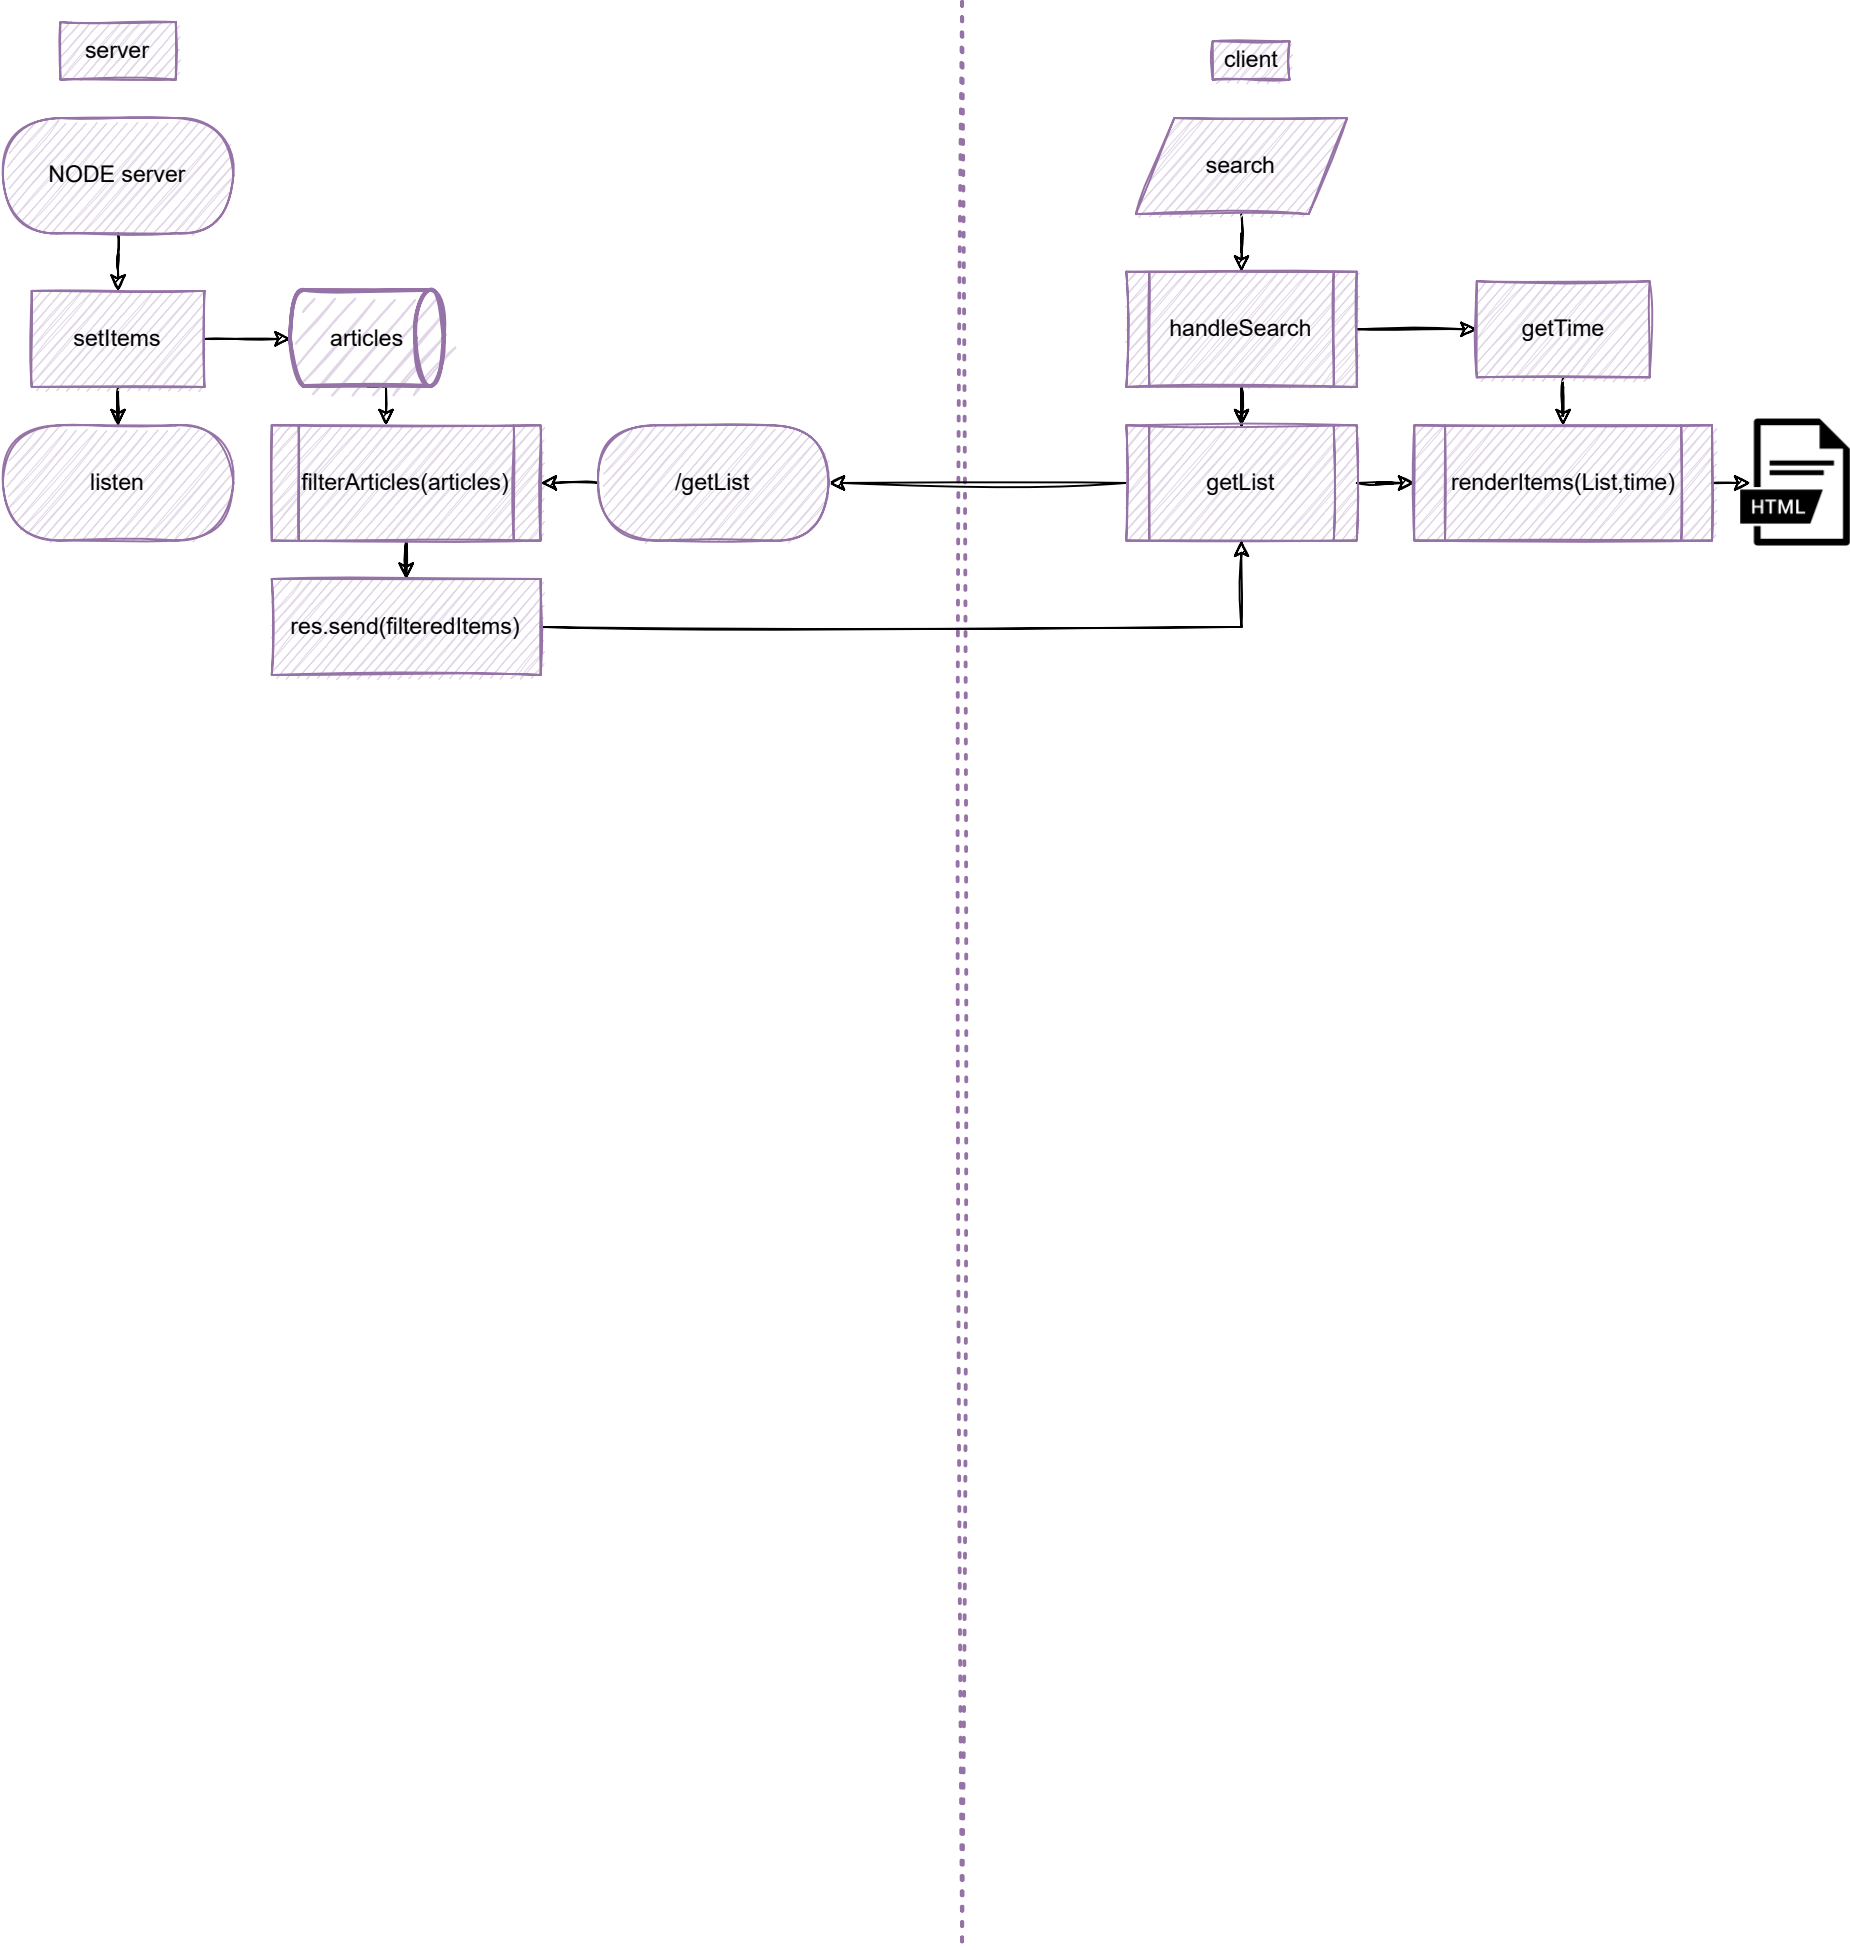 server
client
NODE server
search
setItems
articles
handleSearch
getTime
listen
filterArticles(articles)
/getList
getList
renderItems(List,time)
HTML
res.send(filteredItems)